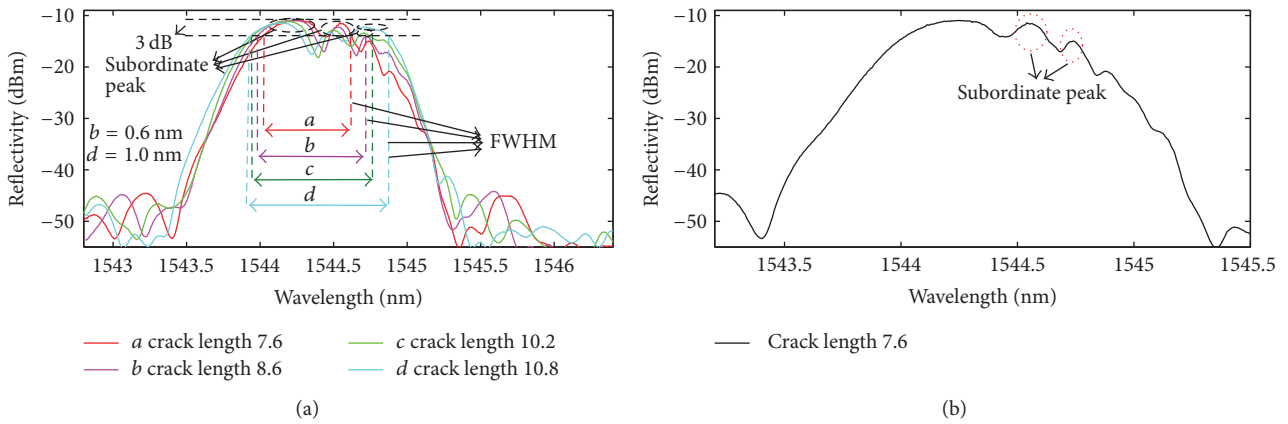 Reflectivity (dBm)
−10
−20
−30
−40
−50
3 dB
Subordinate
peak
b = 0.6 nm
d = 1.0 nm
a
b
c
d
FWHM
1543
1543.5
1544
1544.5
1545
1545.5
1546
Wavelength (nm)
a crack length 7.6
b crack length 8.6
c crack length 10.2
d crack length 10.8
(a)
Reflectivity (dBm)
−10
−20
−30
−40
−50
Subordinate peak
1543.5
1544
1544.5
1545
1545.5
Wavelength (nm)
Crack length 7.6
(b)